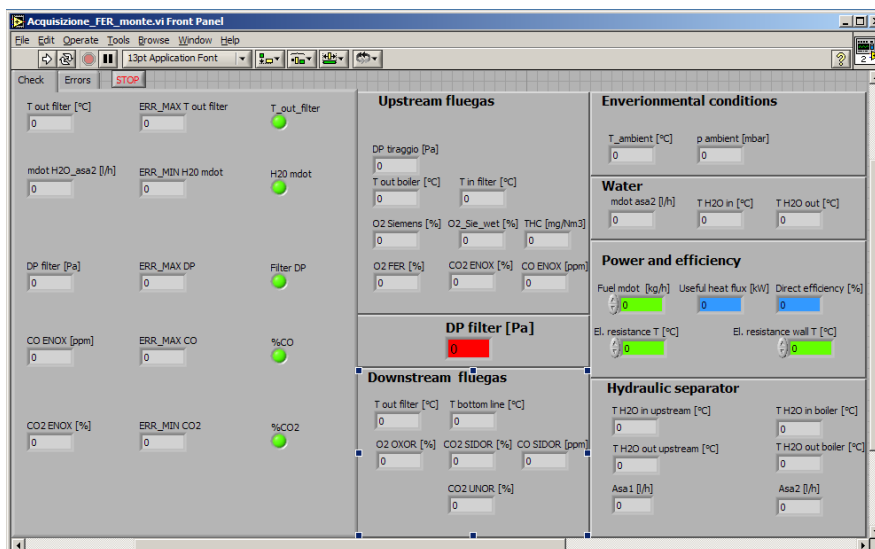 Acquisizione_FER_monte.vi Front Panel
File Edit Operate Tools Browse Window Help
13pt Application Font
2
Check Errors STOP
T out filter [°C] ERR_MAX T out filter T_out_filter
0 0
mdot H2O_asa2 [l/h] ERR_MIN H20 mdot H20 mdot
0 0
DP filter [Pa] ERR_MAX DP Filter DP
0 0
CO ENOX [ppm] ERR_MAX CO %CO
0 0
CO2 ENOX [%] ERR_MIN CO2 %CO2
0 0
Upstream fluegas
DP tiraggio [Pa]
0
T out boiler [°C] T in filter [°C]
0 0
O2 Siemens [%] O2_Sie_wet [%] THC [mg/Nm3]
0 0 0
O2 FER [%] CO2 ENOX [%] CO ENOX [ppm]
0 0 0
DP filter [Pa]
0
Downstream fluegas
T out filter [°C] T bottom line [°C]
0 0
O2 OXOR [%] CO2 SIDOR [%] CO SIDOR [ppm]
0 0 0
CO2 UNOR [%]
0
Enverionmental conditions
T_ambient [°C] p ambient [mbar]
0 0
Water
mdot asa2 [l/h] T H2O in [°C] T H2O out [°C]
0 0 0
Power and efficiency
Fuel mdot [kg/h] Useful heat flux [kW] Direct efficiency [%]
0 0 0
El. resistance T [°C] El. resistance wall T [°C]
0 0
Hydraulic separator
T H2O in upstream [°C] T H2O in boiler [°C]
0 0
T H2O out upstream [°C] T H2O out boiler [°C]
0 0
Asa1 [l/h] Asa2 [l/h]
0 0